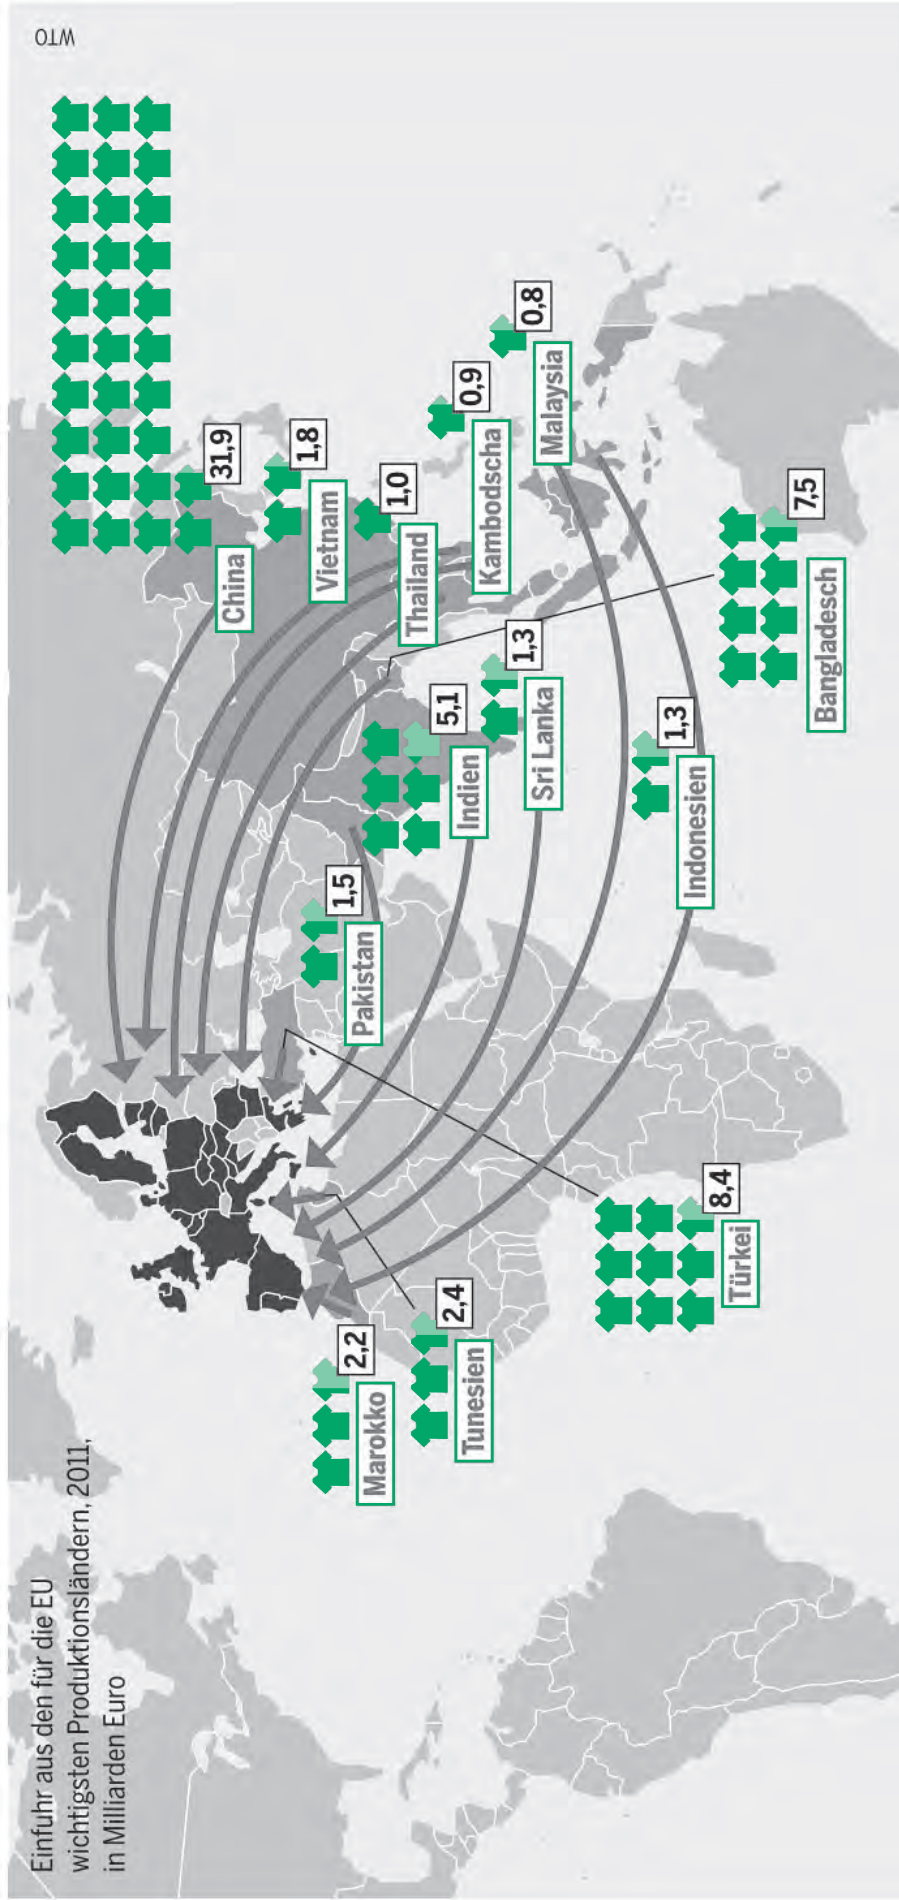 Einfuhr aus den für die EU
wichtigsten Produktionsländern, 2011,
in Milliarden Euro
WTO
31,9
China
1,8
Vietnam
1,0
Thailand
0,9
Kambodscha
0,8
Malaysia
1,5
Pakistan
5,1
Indien
1,3
Sri Lanka
1,3
Indonesien
7,5
Bangladesch
2,2
Marokko
2,4
Tunesien
8,4
Türkei